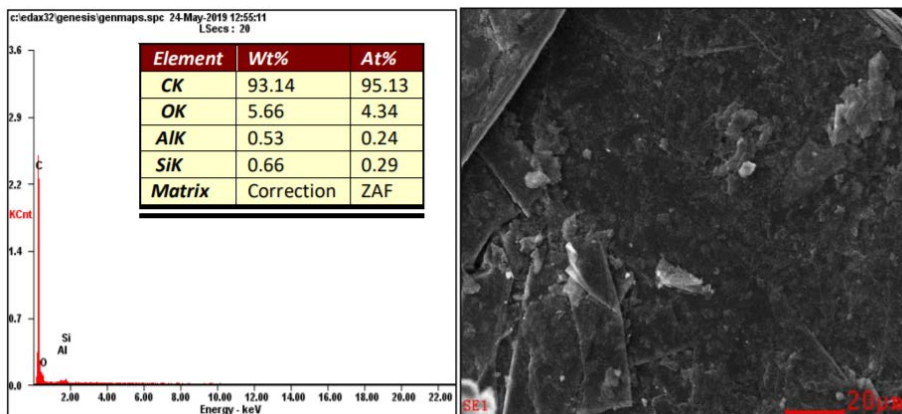 c:\edax32\genesis\genmaps.spc 24-May-2019 12:55:11
LSecs : 20
3.6
2.9
2.2
KCnt
1.4
0.7
0.0
C
O
Si
Al
Element Wt% At%
CK 93.14 95.13
OK 5.66 4.34
AlK 0.53 0.24
SiK 0.66 0.29
Matrix Correction ZAF
2.00 4.00 6.00 8.00 10.00 12.00 14.00 16.00 18.00 20.00 22.00
Energy - keV
SE1
20µm